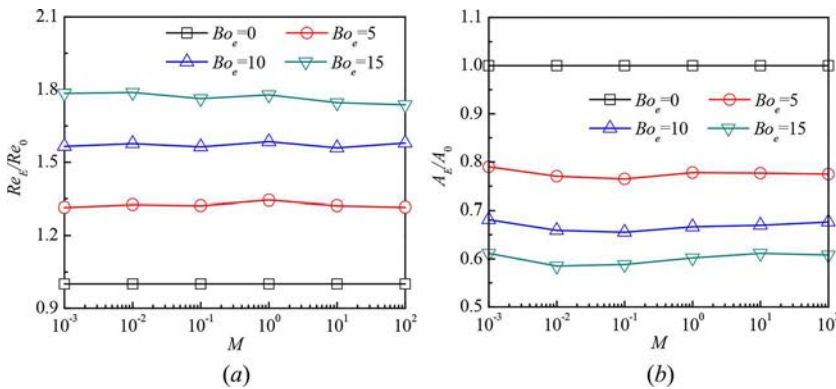 2.1
1.8
1.5
1.2
0.9
Re_E/Re_0
Bo_e=0 Bo_e=5
Bo_e=10 Bo_e=15
10^-3 10^-2 10^-1 10^0 10^1 10^2
M
(a)
1.1
1.0
0.9
0.8
0.7
0.6
0.5
A_E/A_0
Bo_e=0 Bo_e=5
Bo_e=10 Bo_e=15
10^-3 10^-2 10^-1 10^0 10^1 10^2
M
(b)